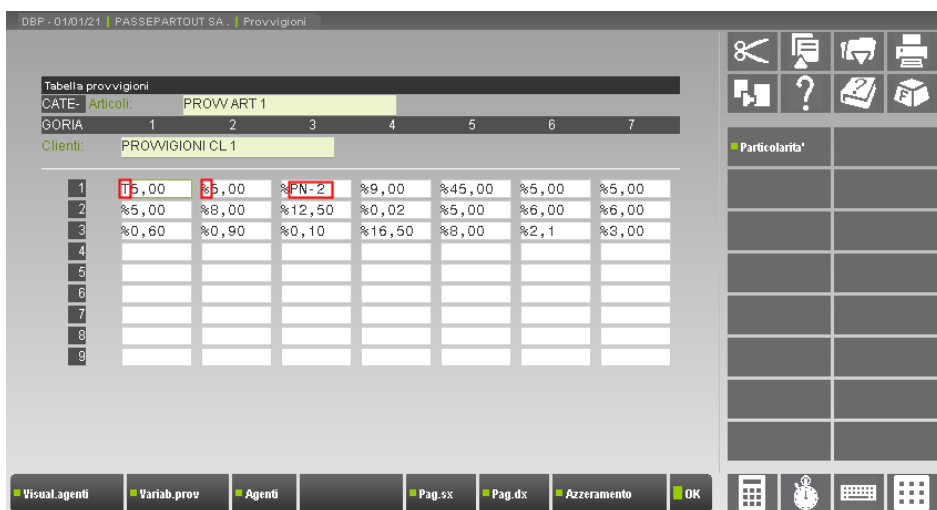 DBP - 01/01/21 | PASSEPARTOUT SA . | Provvigioni
Tabella provvigioni
CATE- Articoli: PROVV ART 1
GORIA 1 2 3 4 5 6 7
Clienti: PROVVIGIONI CL 1
Particolarita'
1 T5,00 %5,00 %PN-2 %9,00 %45,00 %5,00 %5,00
2 %5,00 %8,00 %12,50 %0,02 %5,00 %6,00 %6,00
3 %0,60 %0,90 %0,10 %16,50 %8,00 %2,1 %3,00
4
5
6
7
8
9
Visual.agenti Variab.prov Agenti Pag.sx Pag.dx Azzeramento OK